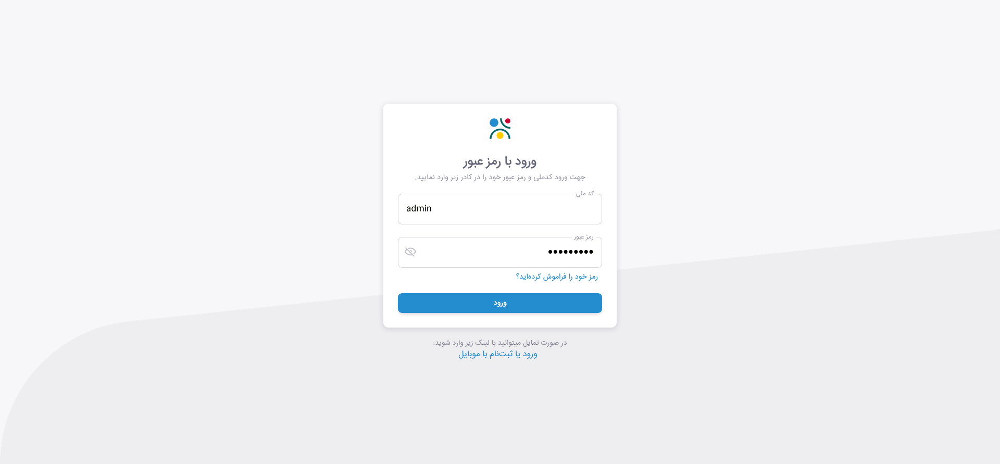 ورود با رمز عبور
جهت ورود کدملی و رمز عبور خود را در کادر زیر وارد نمایید.
کد ملی
admin
رمز عبور
•••••••••
رمز خود را فراموش کرده‌اید؟
ورود
در صورت تمایل میتوانید با لینک زیر وارد شوید:
ورود یا ثبت‌نام با موبایل